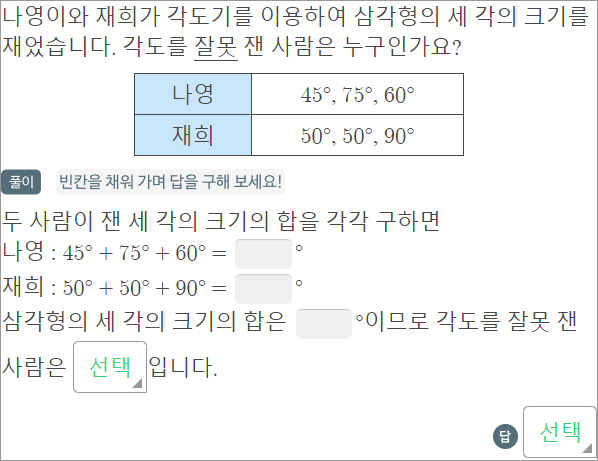 나영이와 재희가 각도기를 이용하여 삼각형의 세 각의 크기를
재었습니다. 각도를 잘못 잰 사람은 누구인가요?
나영 45°, 75°, 60°
재희 50°, 50°, 90°
풀이 빈칸을 채워 가며 답을 구해 보세요!
두 사람이 잰 세 각의 크기의 합을 각각 구하면
나영 : 45° + 75° + 60° = °
재희 : 50° + 50° + 90° = °
삼각형의 세 각의 크기의 합은 °이므로 각도를 잘못 잰
사람은 선택 입니다.
답 선택